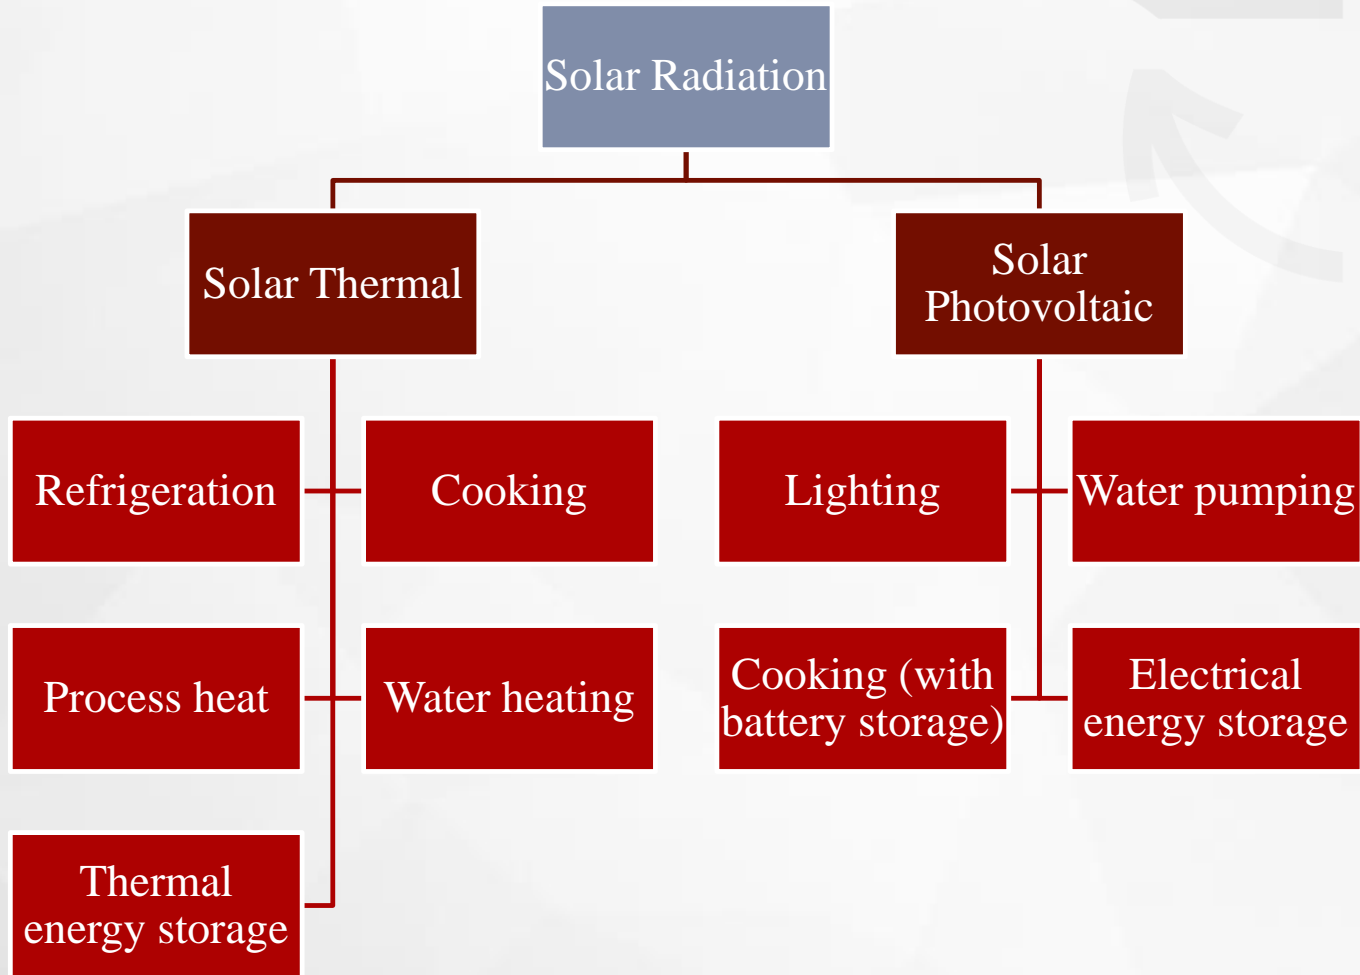 Solar Radiation
Solar Thermal
Solar
Photovoltaic
Refrigeration
Cooking
Lighting
Water pumping
Process heat
Water heating
Cooking (with
battery storage)
Electrical
energy storage
Thermal
energy storage